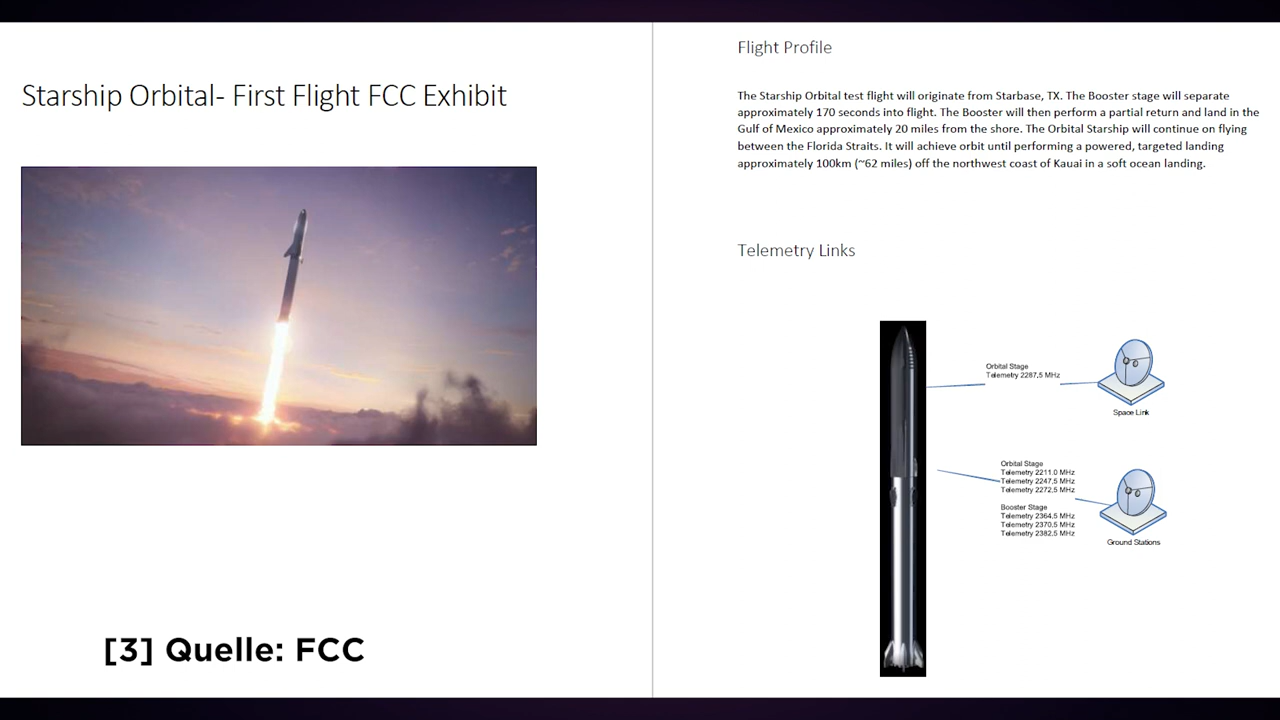 Starship Orbital- First Flight FCC Exhibit
[3] Quelle: FCC
Flight Profile
The Starship Orbital test flight will originate from Starbase, TX. The Booster stage will separate
approximately 170 seconds into flight. The Booster will then perform a partial return and land in the
Gulf of Mexico approximately 20 miles from the shore. The Orbital Starship will continue on flying
between the Florida Straits. It will achieve orbit until performing a powered, targeted landing
approximately 100km (~62 miles) off the northwest coast of Kauai in a soft ocean landing.
Telemetry Links
Orbital Stage
Telemetry 2287,5 MHz
Space Link
Orbital Stage
Telemetry 2211.0 MHz
Telemetry 2247,5 MHz
Telemetry 2272,5 MHz
Booster Stage
Telemetry 2364,5 MHz
Telemetry 2370,5 MHz
Telemetry 2382,5 MHz
Ground Stations